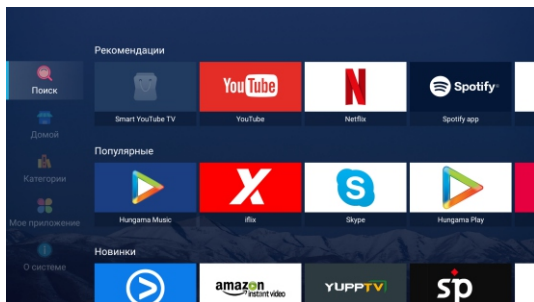 Рекомендации
Поиск
YouTube
N
Spotify
Smart YouTube TV
YouTube
Netflix
Spotify app
Домой
Популярные
Категории
X
S
Hungama Music
iflix
Skype
Hungama Play
Мое приложение
Новинки
О системе
amazon
instant video
YUPPTV
sp